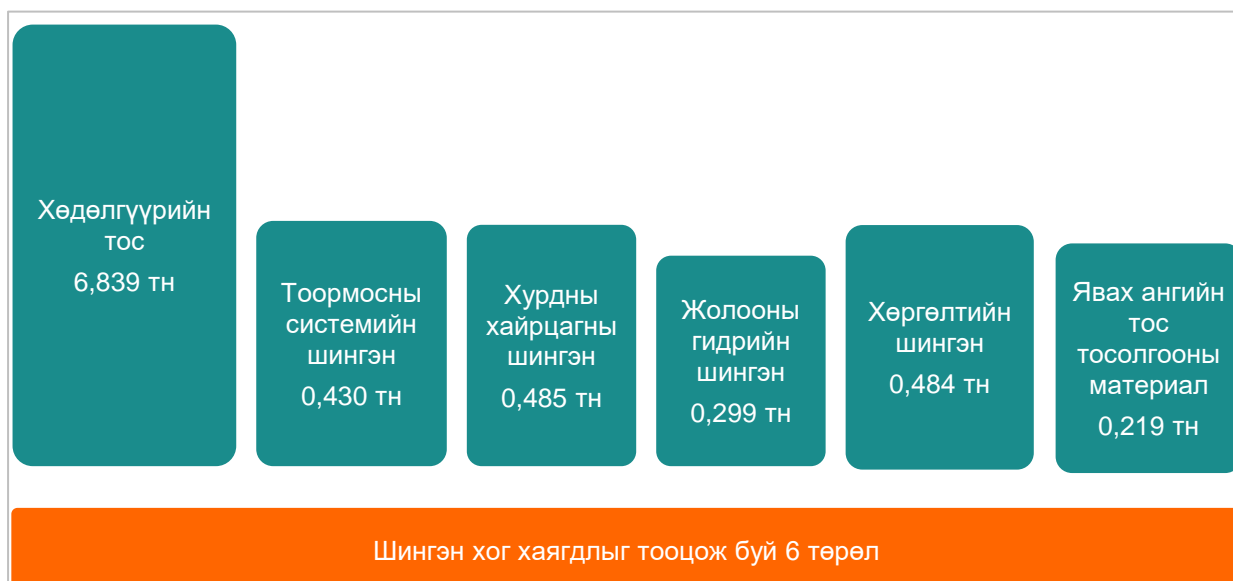 Хөдөлгүүрийн
тос
6,839 тн
Тоормосны
системийн
шингэн
0,430 тн
Хурдны
хайрцагны
шингэн
0,485 тн
Жолооны
гидрийн
шингэн
0,299 тн
Хөргөлтийн
шингэн
0,484 тн
Явах ангийн
тос
тосолгооны
материал
0,219 тн
Шингэн хог хаягдлыг тооцож буй 6 төрөл